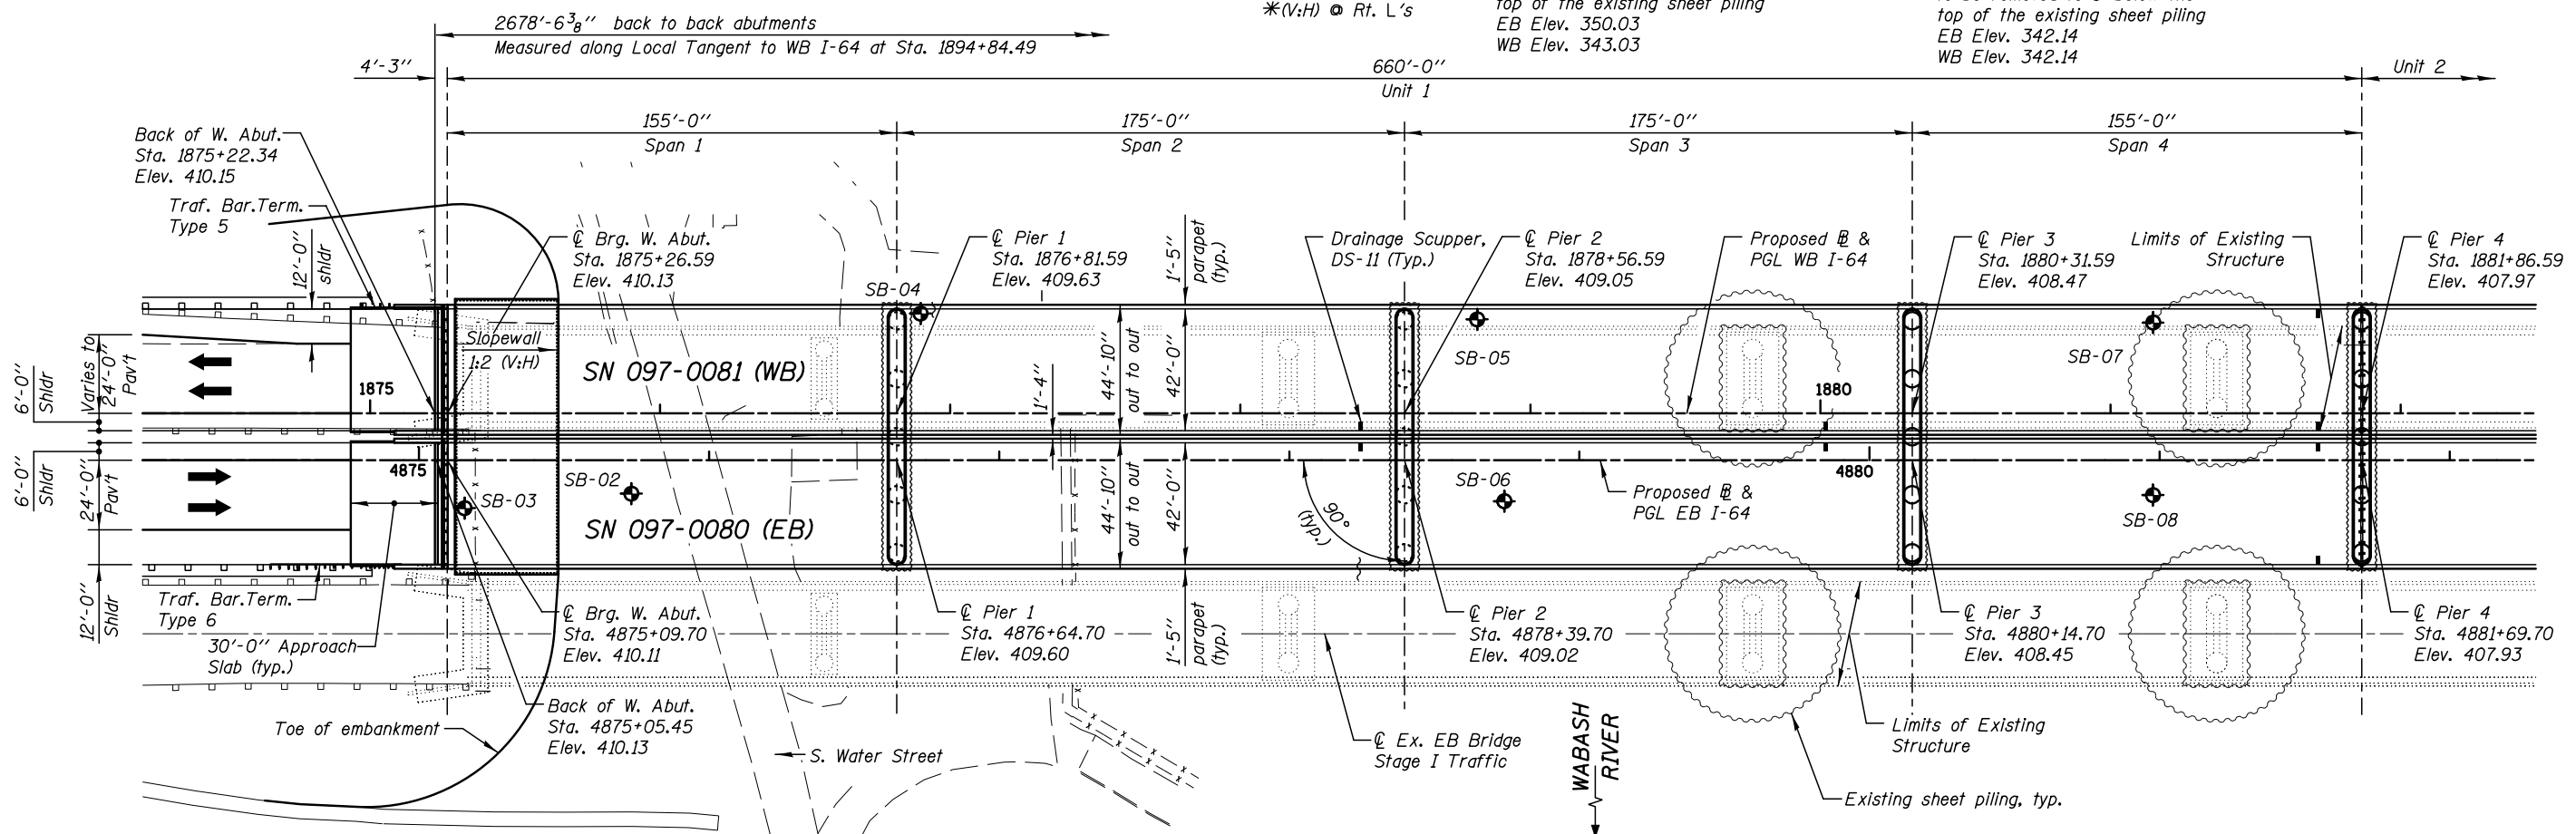 2678'-6 3/8" back to back abutments
Measured along Local Tangent to WB I-64 at Sta. 1894+84.49
*(V:H) @ Rt. L's
top of the existing sheet piling
EB Elev. 350.03
WB Elev. 343.03
top of the existing sheet piling
EB Elev. 342.14
WB Elev. 342.14
4'-3"
660'-0"
Unit 1
Unit 2
155'-0"
Span 1
175'-0"
Span 2
175'-0"
Span 3
155'-0"
Span 4
Back of W. Abut.
Sta. 1875+22.34
Elev. 410.15
Traf. Bar.Term.
Type 5
12'-0"
shldr
℄ Brg. W. Abut.
Sta. 1875+26.59
Elev. 410.13
SB-04
℄ Pier 1
Sta. 1876+81.59
Elev. 409.63
1'-5"
parapet
(typ.)
Drainage Scupper,
DS-11 (Typ.)
℄ Pier 2
Sta. 1878+56.59
Elev. 409.05
Proposed ⅊ &
PGL WB I-64
℄ Pier 3
Sta. 1880+31.59
Elev. 408.47
Limits of Existing
Structure
℄ Pier 4
Sta. 1881+86.59
Elev. 407.97
Slopewall
1:2 (V:H)
SN 097-0081 (WB)
44'-10"
out to out
42'-0"
1'-4"
SB-05
SB-07
6'-0"
Shldr
Varies to
24'-0"
Pav't
1875
1880
4875
4880
6'-0"
Shldr
24'-0"
Pav't
12'-0"
Shldr
SB-03
SB-02
SN 097-0080 (EB)
44'-10"
out to out
42'-0"
90°
(typ.)
SB-06
Proposed ⅊ &
PGL EB I-64
SB-08
Traf. Bar.Term.
Type 6
30'-0" Approach
Slab (typ.)
℄ Brg. W. Abut.
Sta. 4875+09.70
Elev. 410.11
℄ Pier 1
Sta. 4876+64.70
Elev. 409.60
1'-5"
parapet
(typ.)
℄ Pier 2
Sta. 4878+39.70
Elev. 409.02
℄ Pier 3
Sta. 4880+14.70
Elev. 408.45
℄ Pier 4
Sta. 4881+69.70
Elev. 407.93
Toe of embankment
Back of W. Abut.
Sta. 4875+05.45
Elev. 410.13
S. Water Street
℄ Ex. EB Bridge
Stage I Traffic
WABASH
RIVER
Limits of Existing
Structure
Existing sheet piling, typ.